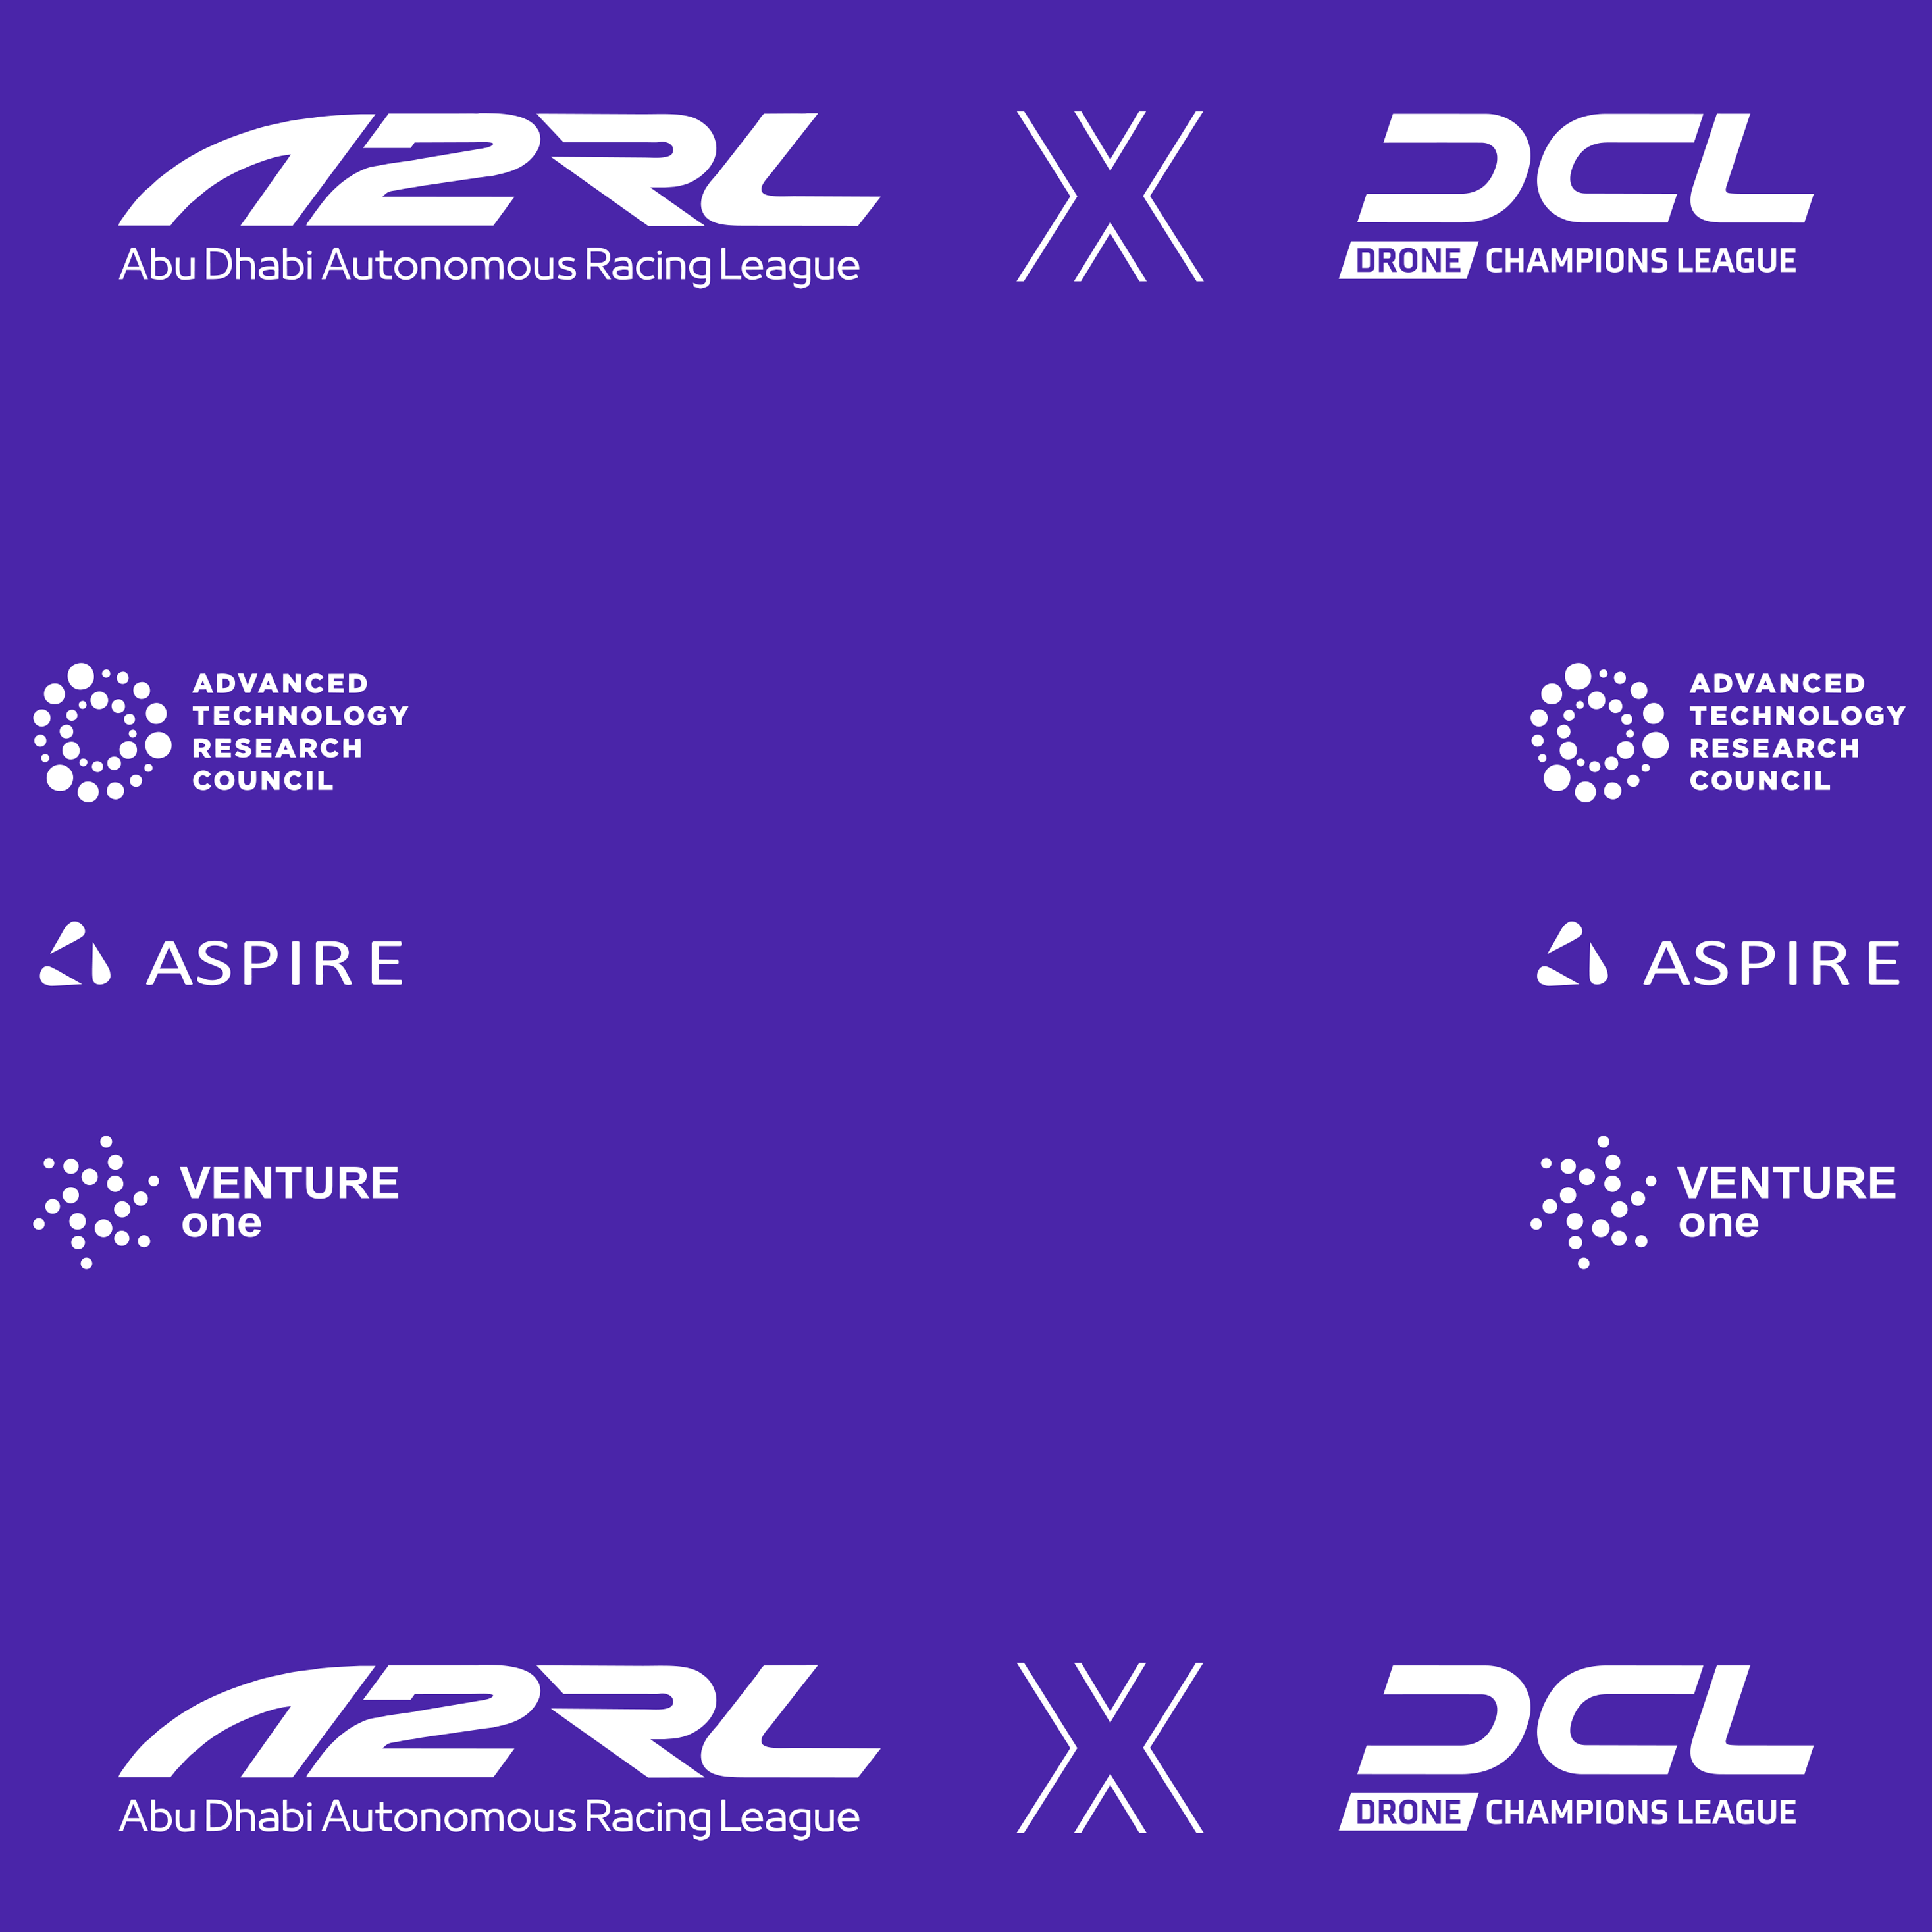 A2RL X DCL
Abu Dhabi Autonomous Racing League DRONE CHAMPIONS LEAGUE
ADVANCED
TECHNOLOGY
RESEARCH
COUNCIL
ADVANCED
TECHNOLOGY
RESEARCH
COUNCIL
ASPIRE
ASPIRE
VENTURE
one
VENTURE
one
A2RL X DCL
Abu Dhabi Autonomous Racing League DRONE CHAMPIONS LEAGUE